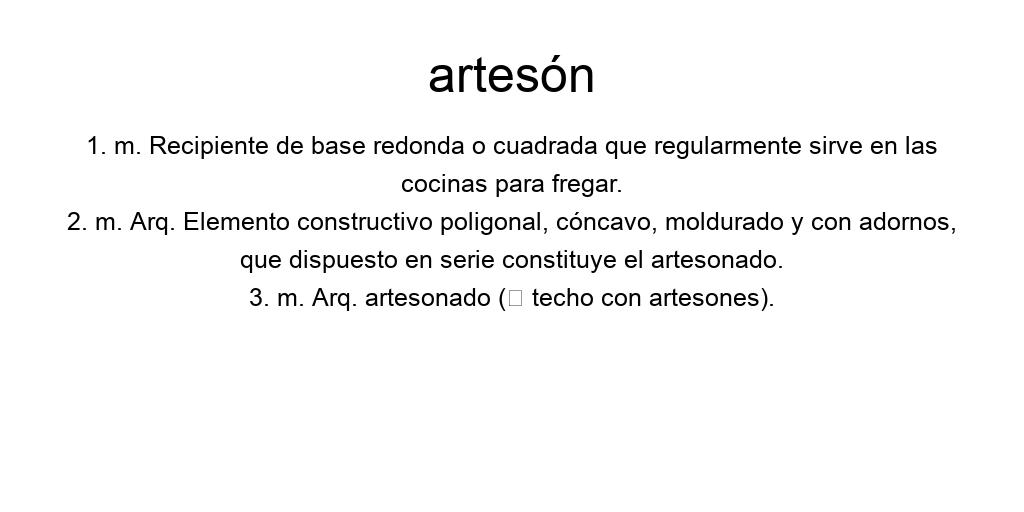 artesón
1. m. Recipiente de base redonda o cuadrada que regularmente sirve en las
cocinas para fregar.
2. m. Arq. Elemento constructivo poligonal, cóncavo, moldurado y con adornos,
que dispuesto en serie constituye el artesonado.
3. m. Arq. artesonado (□ techo con artesones).